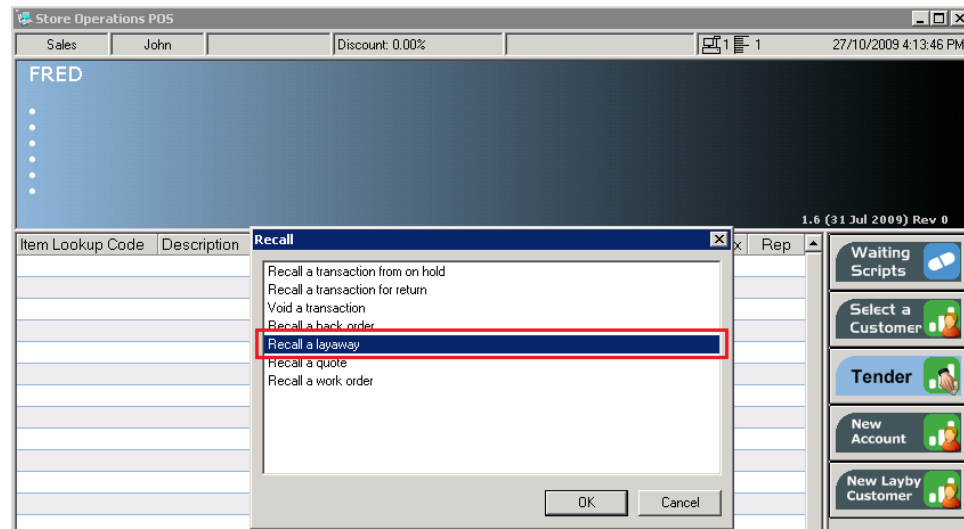 Store Operations POS
Sales John Discount: 0.00% 1 1 27/10/2009 4:13:46 PM
FRED
1.6 (31 Jul 2009) Rev 0
Item Lookup Code Description Rep
Recall
Recall a transaction from on hold
Recall a transaction for return
Void a transaction
Recall a back order
Recall a layaway
Recall a quote
Recall a work order
OK Cancel
Waiting
Scripts
Select a
Customer
Tender
New
Account
New Layby
Customer